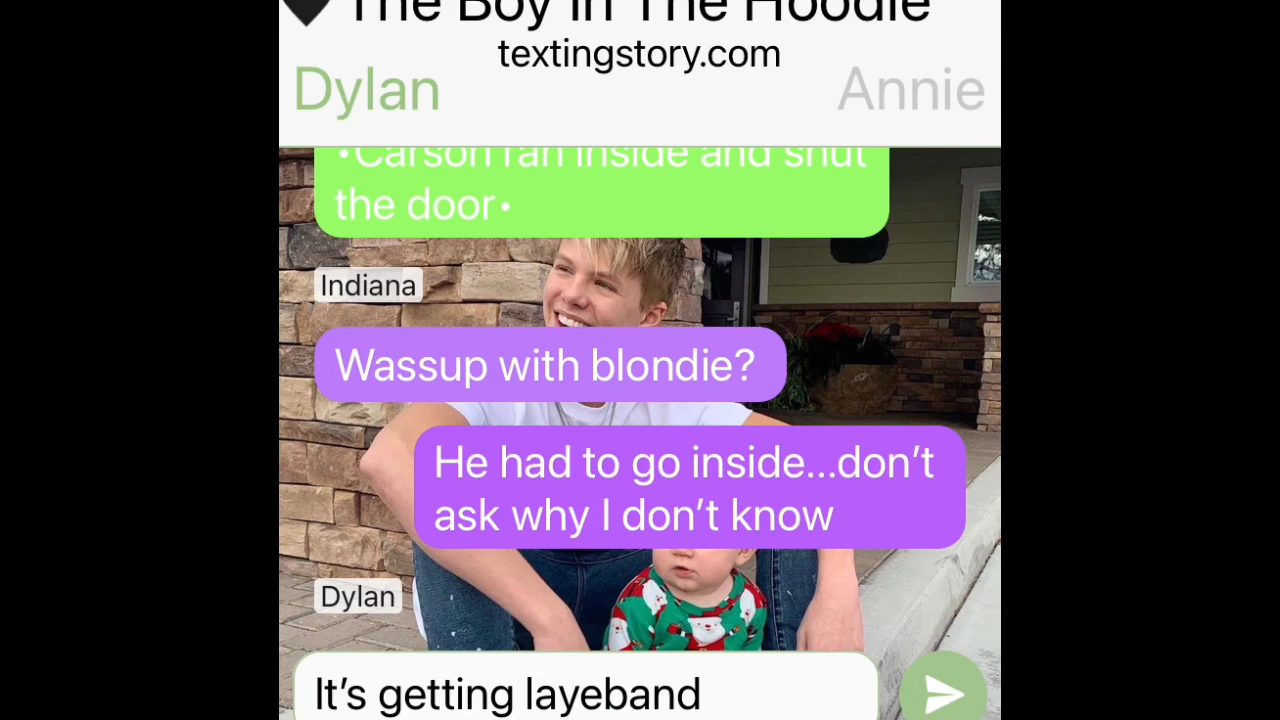 The Boy In The Hoodie
textingstory.com
Dylan
Annie
•Carson ran inside and shut
the door•
Indiana
Wassup with blondie?
He had to go inside...don’t
ask why I don’t know
Dylan
It’s getting layeband